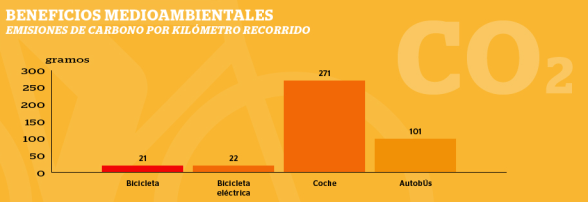 BENEFICIOS MEDIOAMBIENTALES
EMISIONES DE CARBONO POR KILÓMETRO RECORRIDO
CO2
gramos
300
250
200
150
100
50
0
21
22
271
101
Bicicleta
Bicicleta
eléctrica
Coche
AutobÚs